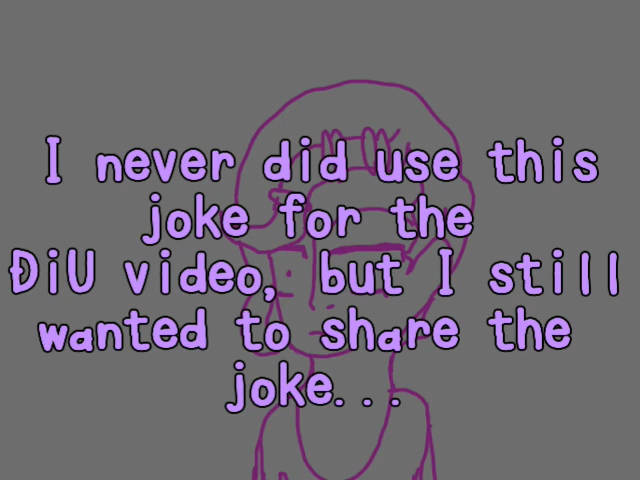 I never did use this
joke for the
ĐiU video, but I still
wanted to share the
joke...